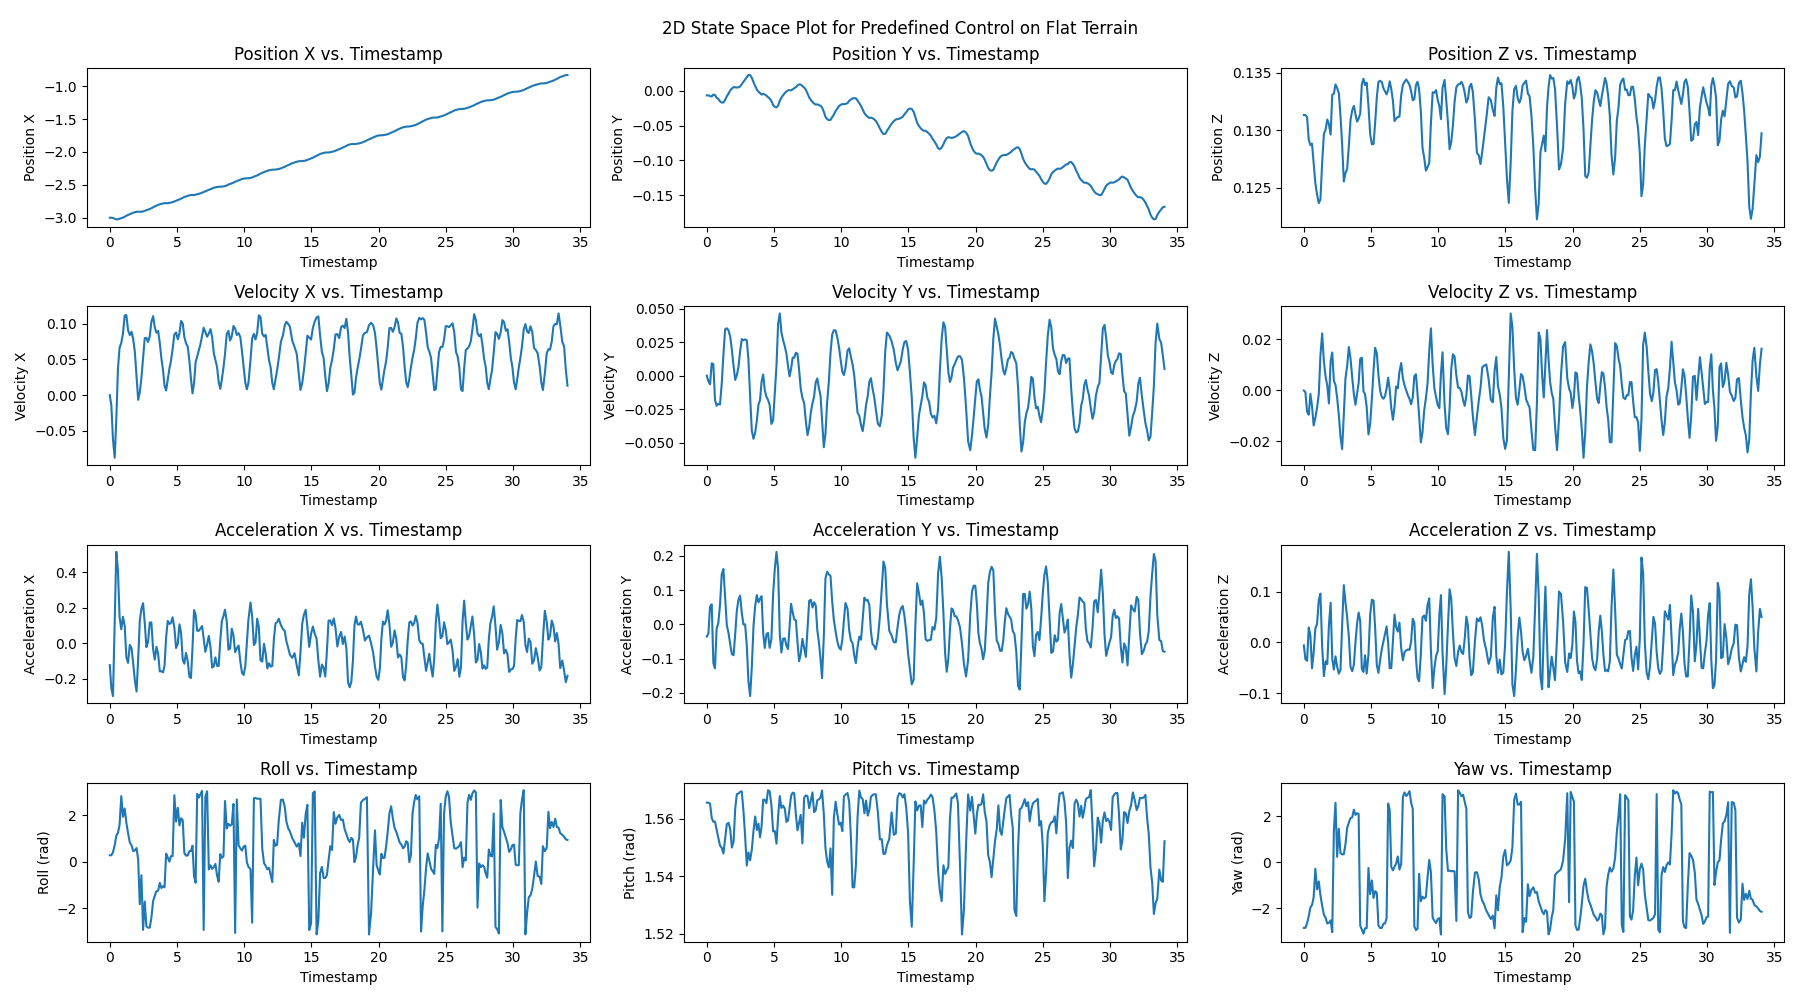 2D State Space Plot for Predefined Control on Flat Terrain
Position X vs. Timestamp
Position X
−1.0
−1.5
−2.0
−2.5
−3.0
0 5 10 15 20 25 30 35
Timestamp
Position Y vs. Timestamp
Position Y
0.00
−0.05
−0.10
−0.15
0 5 10 15 20 25 30 35
Timestamp
Position Z vs. Timestamp
Position Z
0.135
0.130
0.125
0 5 10 15 20 25 30 35
Timestamp
Velocity X vs. Timestamp
Velocity X
0.10
0.05
0.00
−0.05
0 5 10 15 20 25 30 35
Timestamp
Velocity Y vs. Timestamp
Velocity Y
0.050
0.025
0.000
−0.025
−0.050
0 5 10 15 20 25 30 35
Timestamp
Velocity Z vs. Timestamp
Velocity Z
0.02
0.00
−0.02
0 5 10 15 20 25 30 35
Timestamp
Acceleration X vs. Timestamp
Acceleration X
0.4
0.2
0.0
−0.2
0 5 10 15 20 25 30 35
Timestamp
Acceleration Y vs. Timestamp
Acceleration Y
0.2
0.1
0.0
−0.1
−0.2
0 5 10 15 20 25 30 35
Timestamp
Acceleration Z vs. Timestamp
Acceleration Z
0.1
0.0
−0.1
0 5 10 15 20 25 30 35
Timestamp
Roll vs. Timestamp
Roll (rad)
2
0
−2
0 5 10 15 20 25 30 35
Timestamp
Pitch vs. Timestamp
Pitch (rad)
1.56
1.54
1.52
0 5 10 15 20 25 30 35
Timestamp
Yaw vs. Timestamp
Yaw (rad)
2
0
−2
0 5 10 15 20 25 30 35
Timestamp